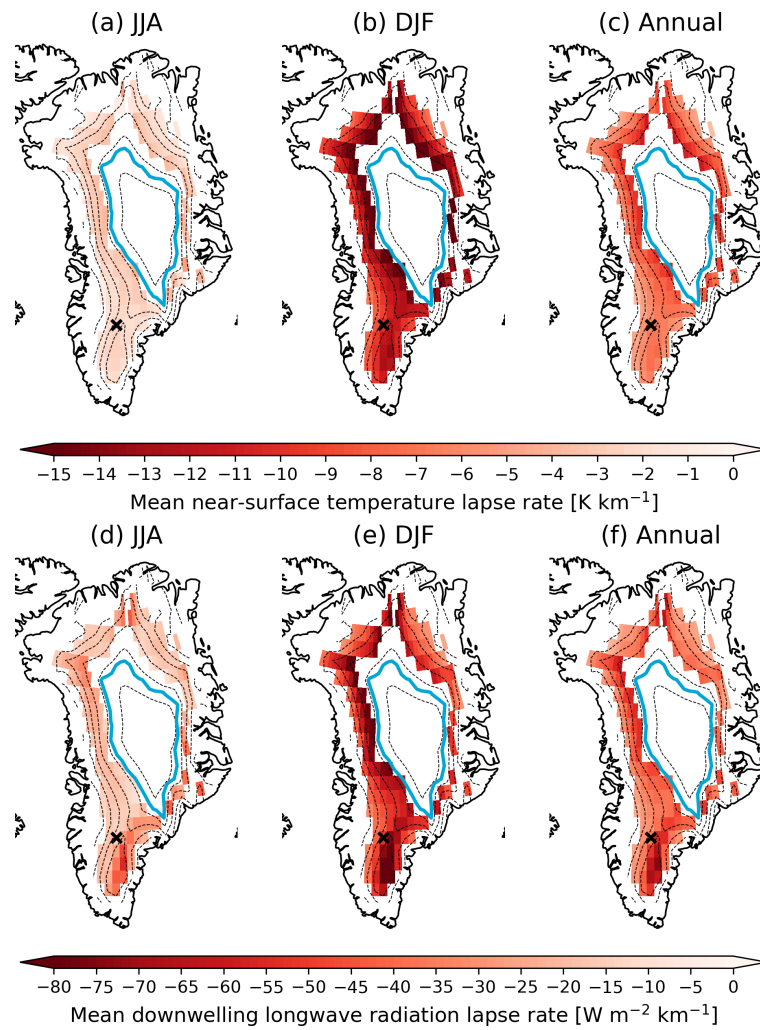 (a) JJA (b) DJF (c) Annual
−15 −14 −13 −12 −11 −10 −9 −8 −7 −6 −5 −4 −3 −2 −1 0
Mean near-surface temperature lapse rate [K km⁻¹]
(d) JJA (e) DJF (f) Annual
−80 −75 −70 −65 −60 −55 −50 −45 −40 −35 −30 −25 −20 −15 −10 −5 0
Mean downwelling longwave radiation lapse rate [W m⁻² km⁻¹]